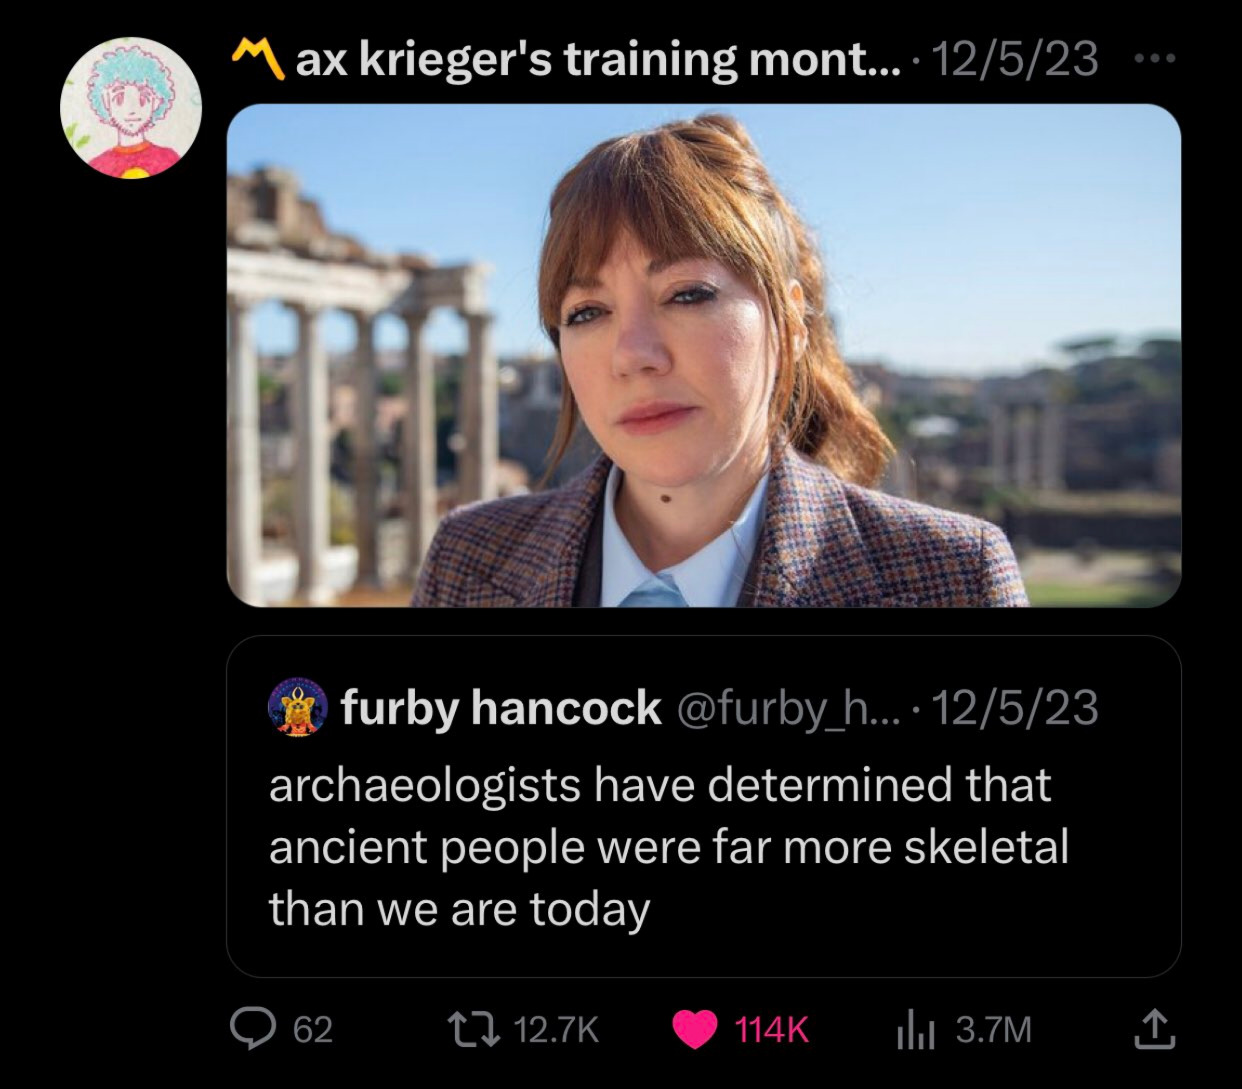 〽️ ax krieger's training mont... · 12/5/23
furby hancock @furby_h... · 12/5/23
archaeologists have determined that
ancient people were far more skeletal
than we are today
62 12.7K 114K 3.7M